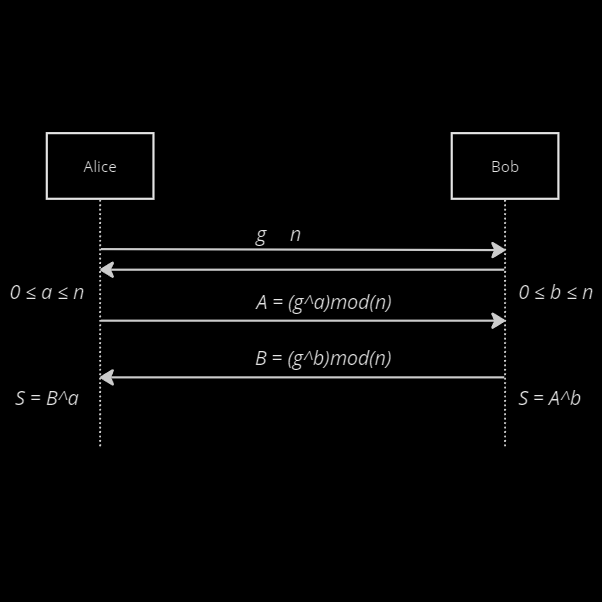 Alice Bob
g n
0 ≤ a ≤ n 0 ≤ b ≤ n
A = (g^a)mod(n)
B = (g^b)mod(n)
S = B^a S = A^b